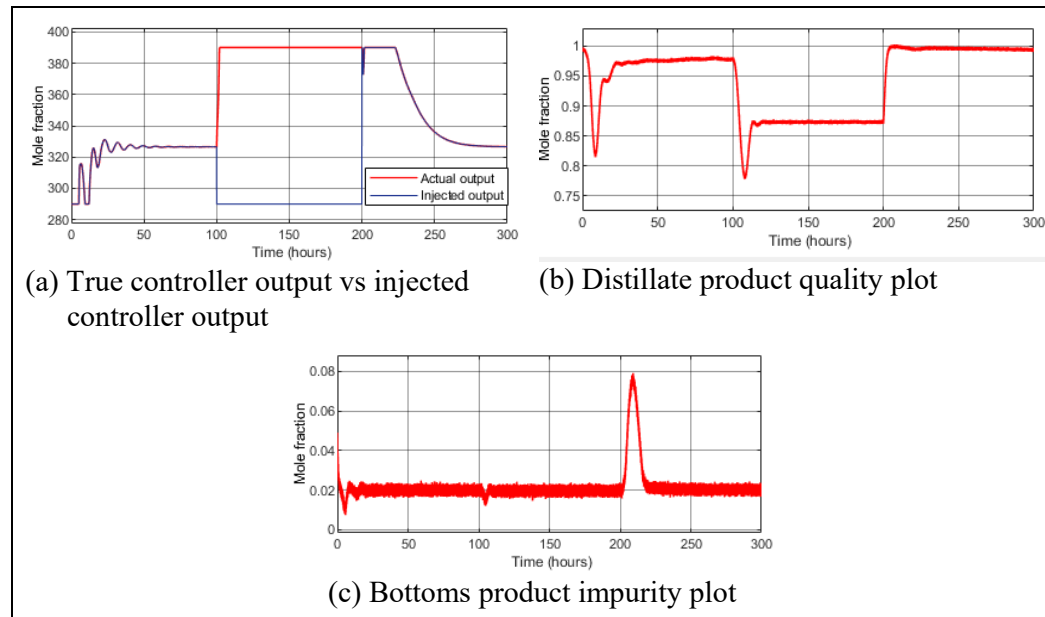 400
380
360
340
320
300
280
Mole fraction
Actual output
Injected output
0 50 100 150 200 250 300
Time (hours)
(a) True controller output vs injected
controller output
1
0.95
0.9
0.85
0.8
0.75
Mole fraction
0 50 100 150 200 250 300
Time (hours)
(b) Distillate product quality plot
0.08
0.06
0.04
0.02
0
Mole fraction
0 50 100 150 200 250 300
Time (hours)
(c) Bottoms product impurity plot